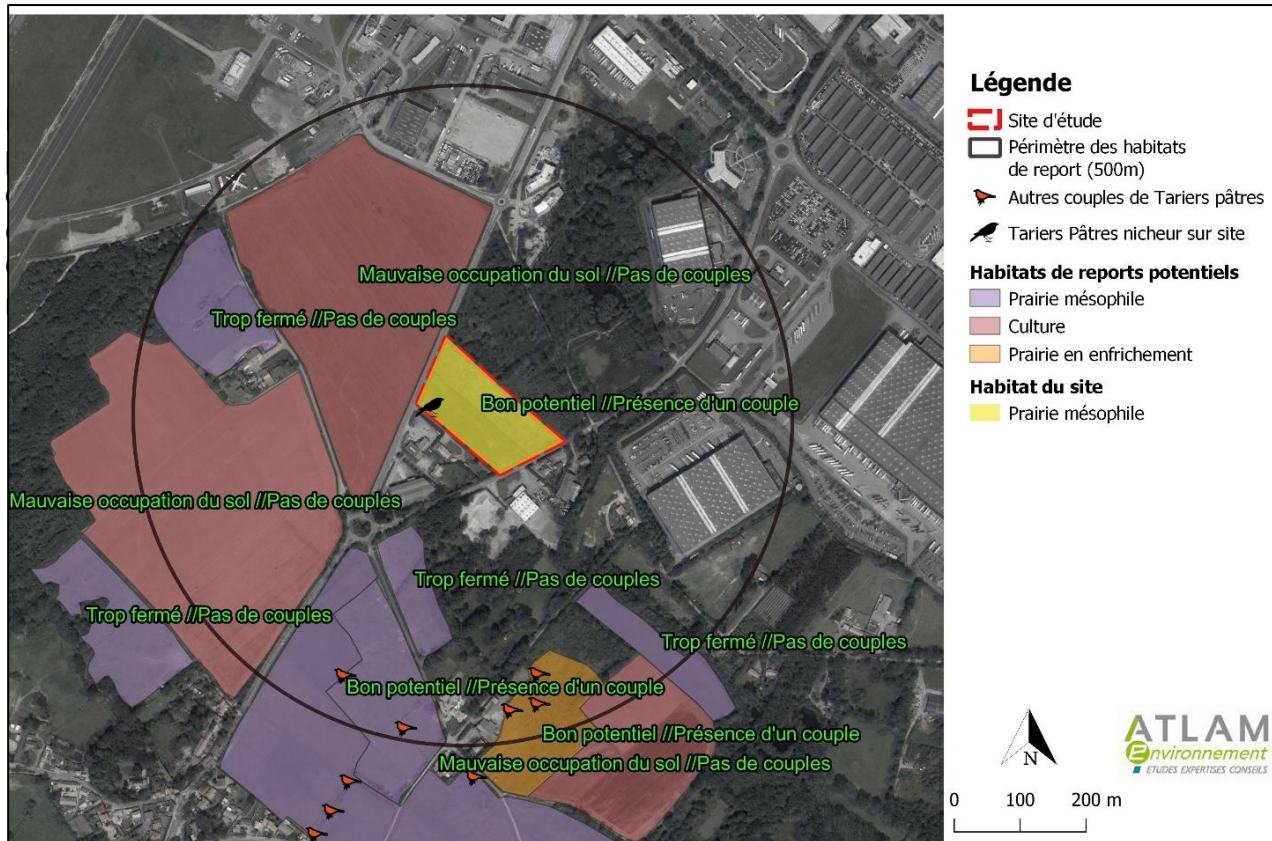 Mauvaise occupation du sol //Pas de couples
Trop fermé //Pas de couples
Bon potentiel //Présence d'un couple
Mauvaise occupation du sol //Pas de couples
Trop fermé //Pas de couples
Trop fermé //Pas de couples
Trop fermé //Pas de couples
Bon potentiel //Présence d'un couple
Bon potentiel //Présence d'un couple
Mauvaise occupation du sol //Pas de couples
Légende
Site d'étude
Périmètre des habitats
de report (500m)
Autres couples de Tariers pâtres
Tariers Pâtres nicheur sur site
Habitats de reports potentiels
Prairie mésophile
Culture
Prairie en enfrichement
Habitat du site
Prairie mésophile
N
ATLAM
Environnement
ETUDES EXPERTISES CONSEILS
0 100 200 m